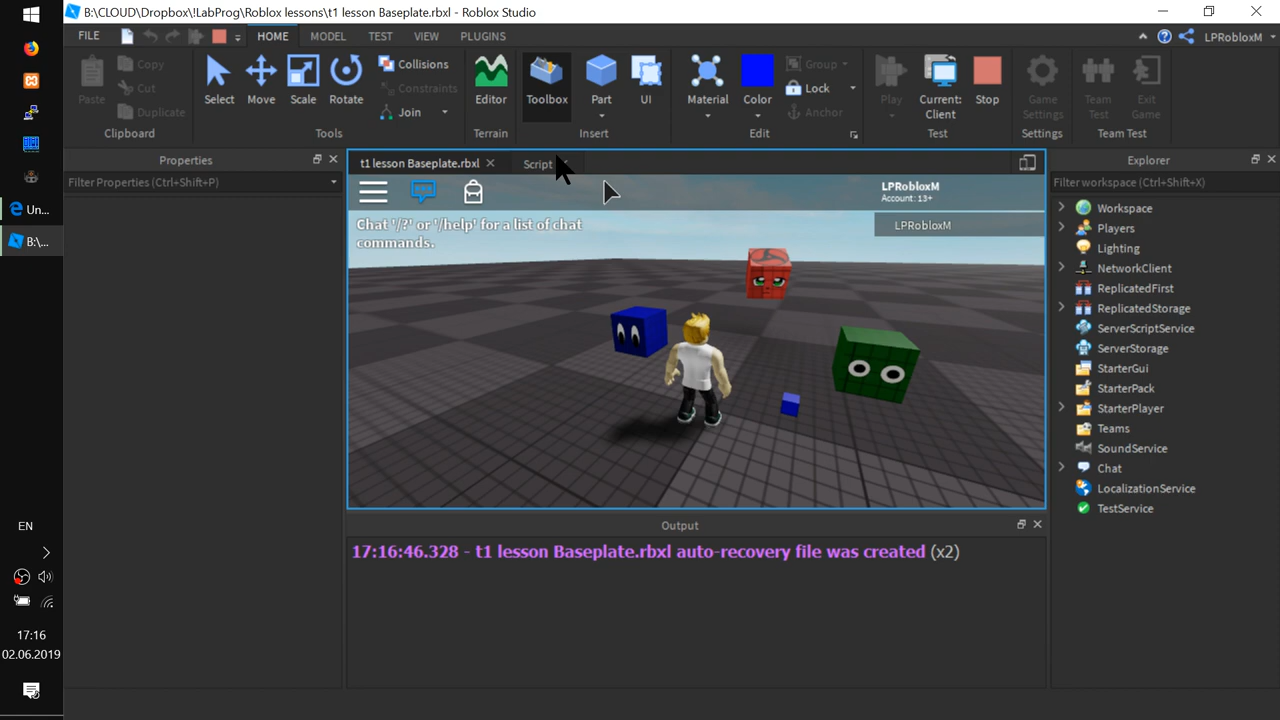 B:\CLOUD\Dropbox\!LabProg\Roblox lessons\t1 lesson Baseplate.rbxl - Roblox Studio
FILE HOME MODEL TEST VIEW PLUGINS LPRobloxM
Paste Copy Cut Duplicate
Select Move Scale Rotate Collisions Constraints Join
Editor Toolbox Part UI
Material Color Group Lock Anchor
Play Current: Client Stop
Game Settings Team Test Exit Game
Clipboard Tools Terrain Insert Edit Test Settings Team Test
Properties
Filter Properties (Ctrl+Shift+P)
t1 lesson Baseplate.rbxl Script
LPRobloxM
Account: 13+
LPRobloxM
Chat '/?' or '/help' for a list of chat
commands.
Output
17:16:46.328 - t1 lesson Baseplate.rbxl auto-recovery file was created (x2)
Explorer
Filter workspace (Ctrl+Shift+X)
Workspace
Players
Lighting
NetworkClient
ReplicatedFirst
ReplicatedStorage
ServerScriptService
ServerStorage
StarterGui
StarterPack
StarterPlayer
Teams
SoundService
Chat
LocalizationService
TestService
Un...
B:\...
EN
17:16
02.06.2019